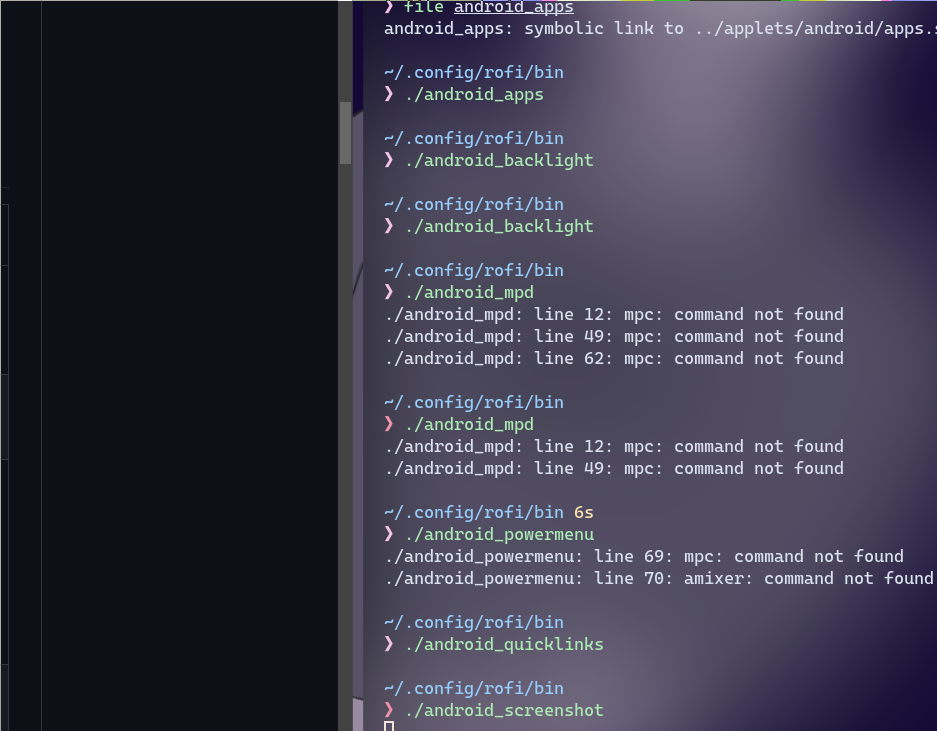 ❯ file android_apps
android_apps: symbolic link to ../applets/android/apps.
~/.config/rofi/bin
❯ ./android_apps
~/.config/rofi/bin
❯ ./android_backlight
~/.config/rofi/bin
❯ ./android_backlight
~/.config/rofi/bin
❯ ./android_mpd
./android_mpd: line 12: mpc: command not found
./android_mpd: line 49: mpc: command not found
./android_mpd: line 62: mpc: command not found
~/.config/rofi/bin
❯ ./android_mpd
./android_mpd: line 12: mpc: command not found
./android_mpd: line 49: mpc: command not found
~/.config/rofi/bin 6s
❯ ./android_powermenu
./android_powermenu: line 69: mpc: command not found
./android_powermenu: line 70: amixer: command not found
~/.config/rofi/bin
❯ ./android_quicklinks
~/.config/rofi/bin
❯ ./android_screenshot